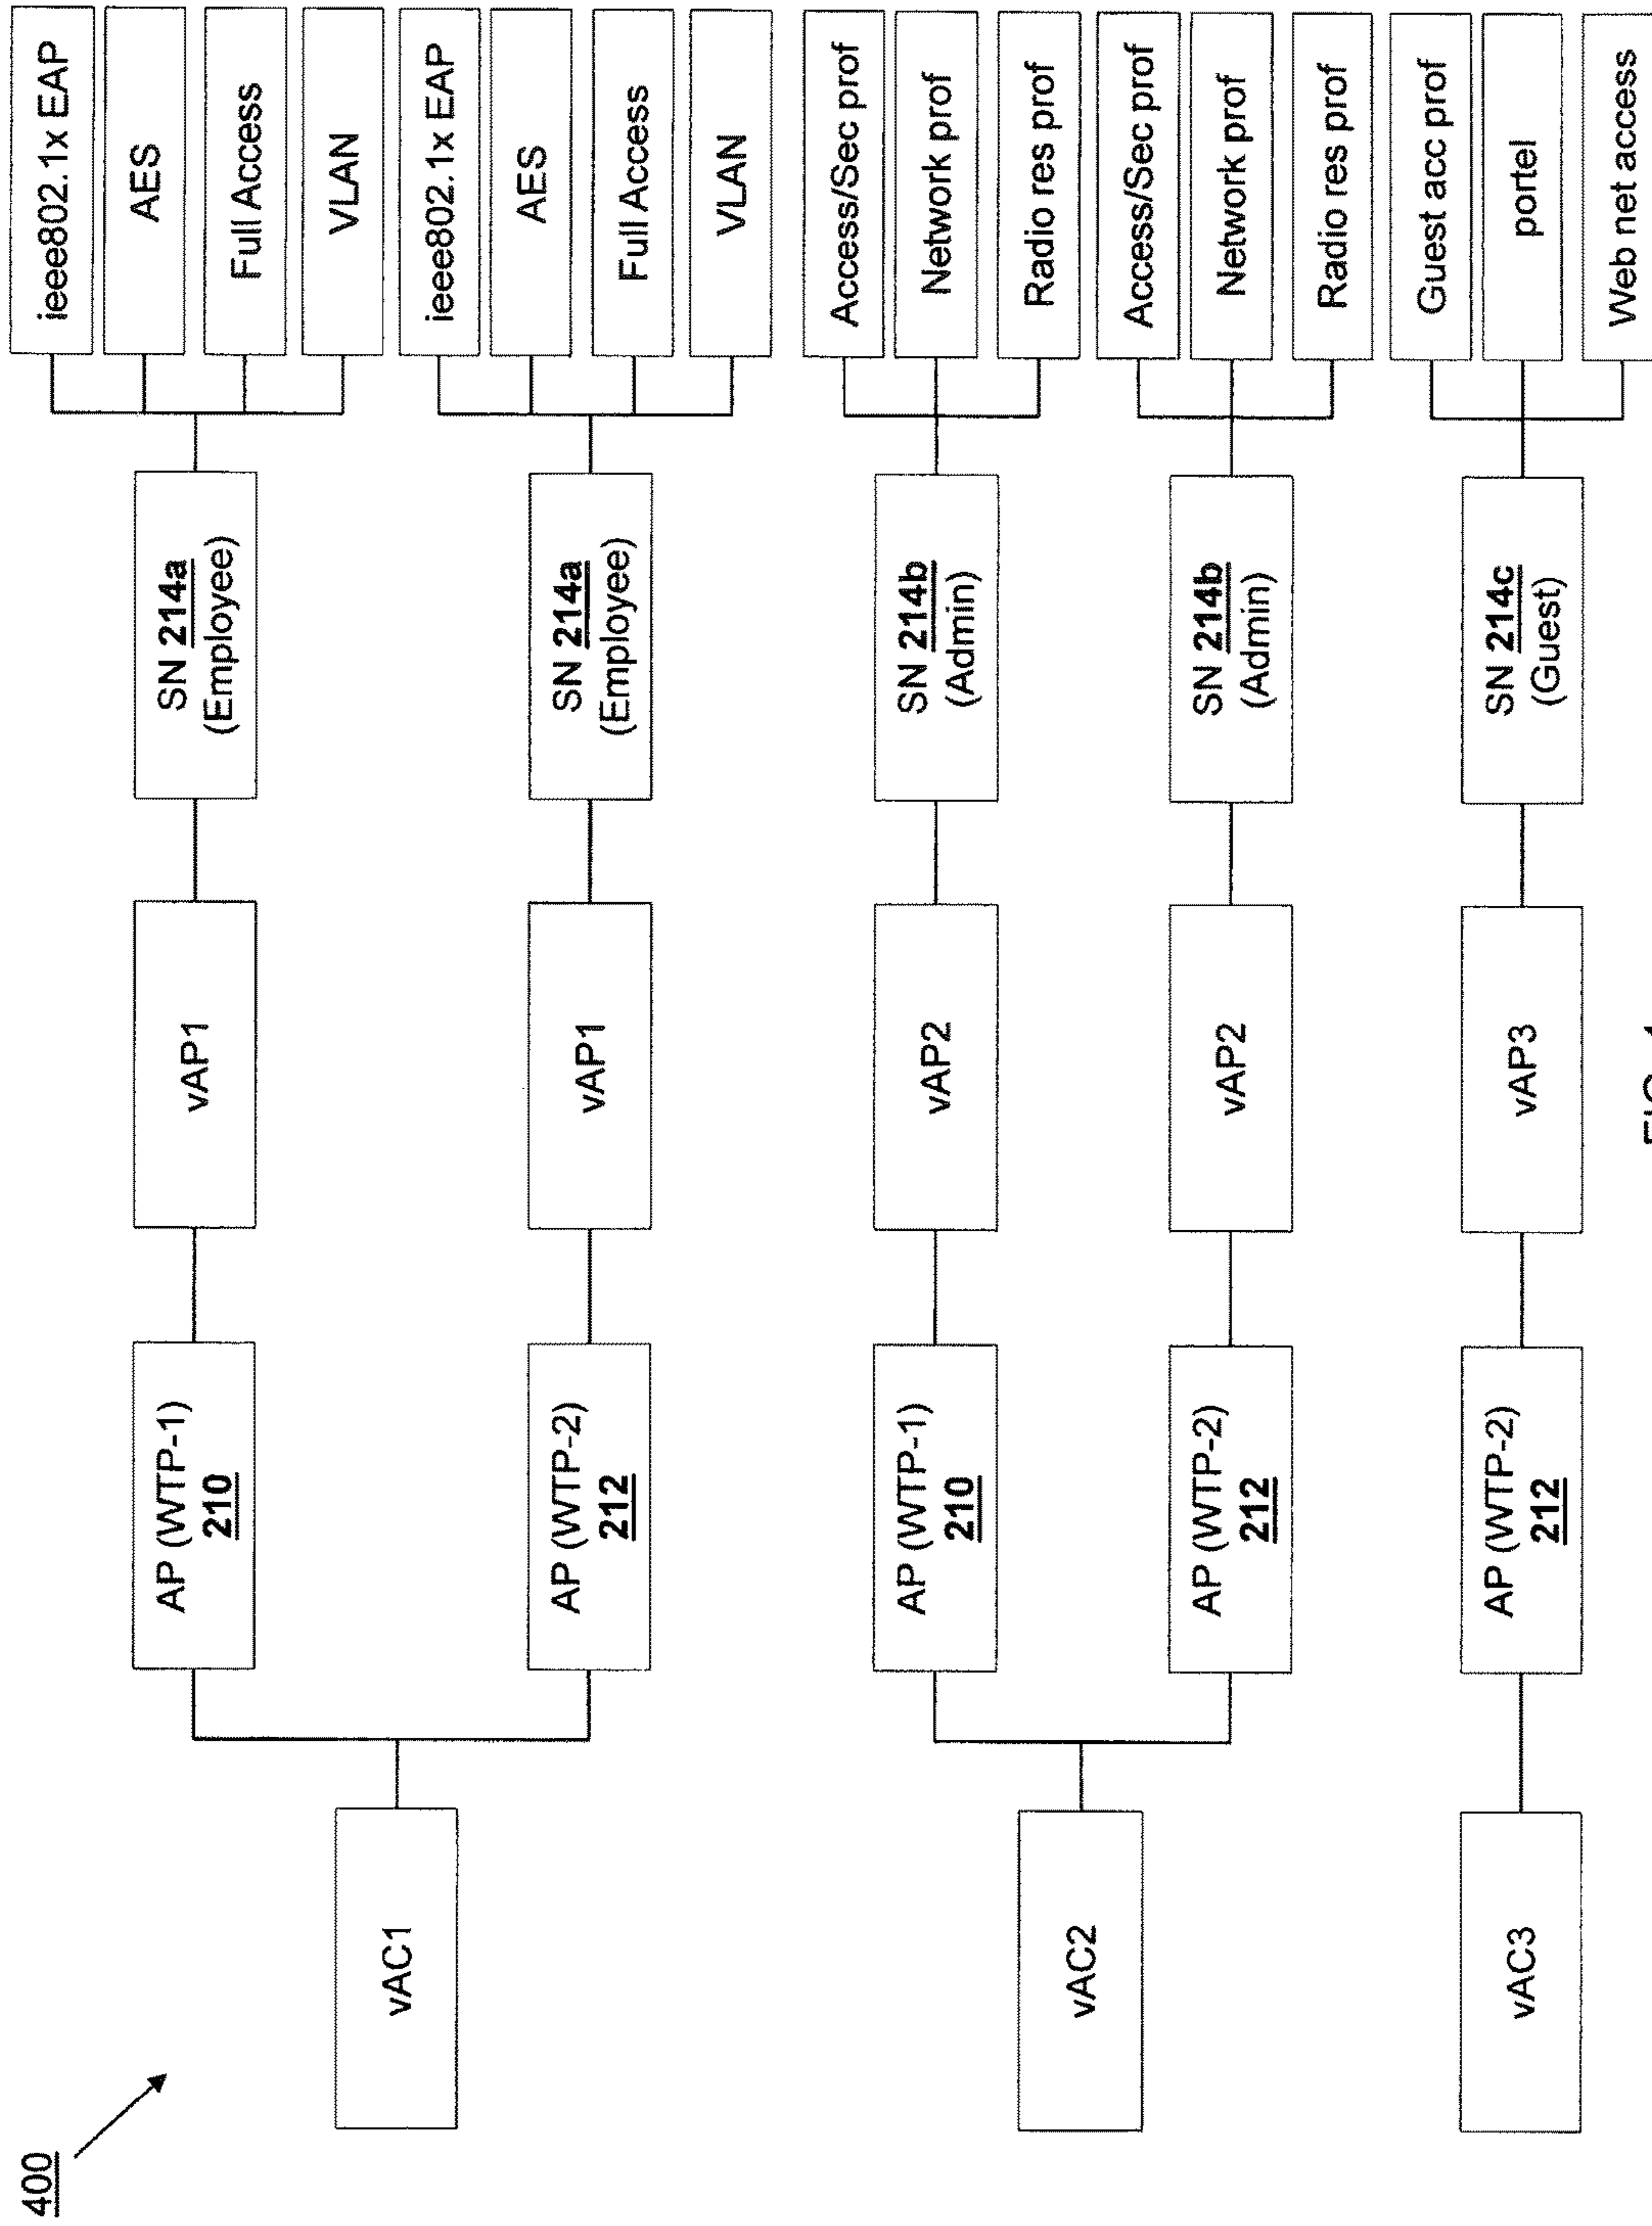 400
vAC1
AP (WTP-1)
210
vAP1
SN 214a
(Employee)
ieee802.1x EAP
AES
Full Access
VLAN
AP (WTP-2)
212
vAP1
SN 214a
(Employee)
ieee802.1x EAP
AES
Full Access
VLAN
vAC2
AP (WTP-1)
210
vAP2
SN 214b
(Admin)
Access/Sec prof
Network prof
Radio res prof
AP (WTP-2)
212
vAP2
SN 214b
(Admin)
Access/Sec prof
Network prof
Radio res prof
vAC3
AP (WTP-2)
212
vAP3
SN 214c
(Guest)
Guest acc prof
portel
Web net access
FIG.